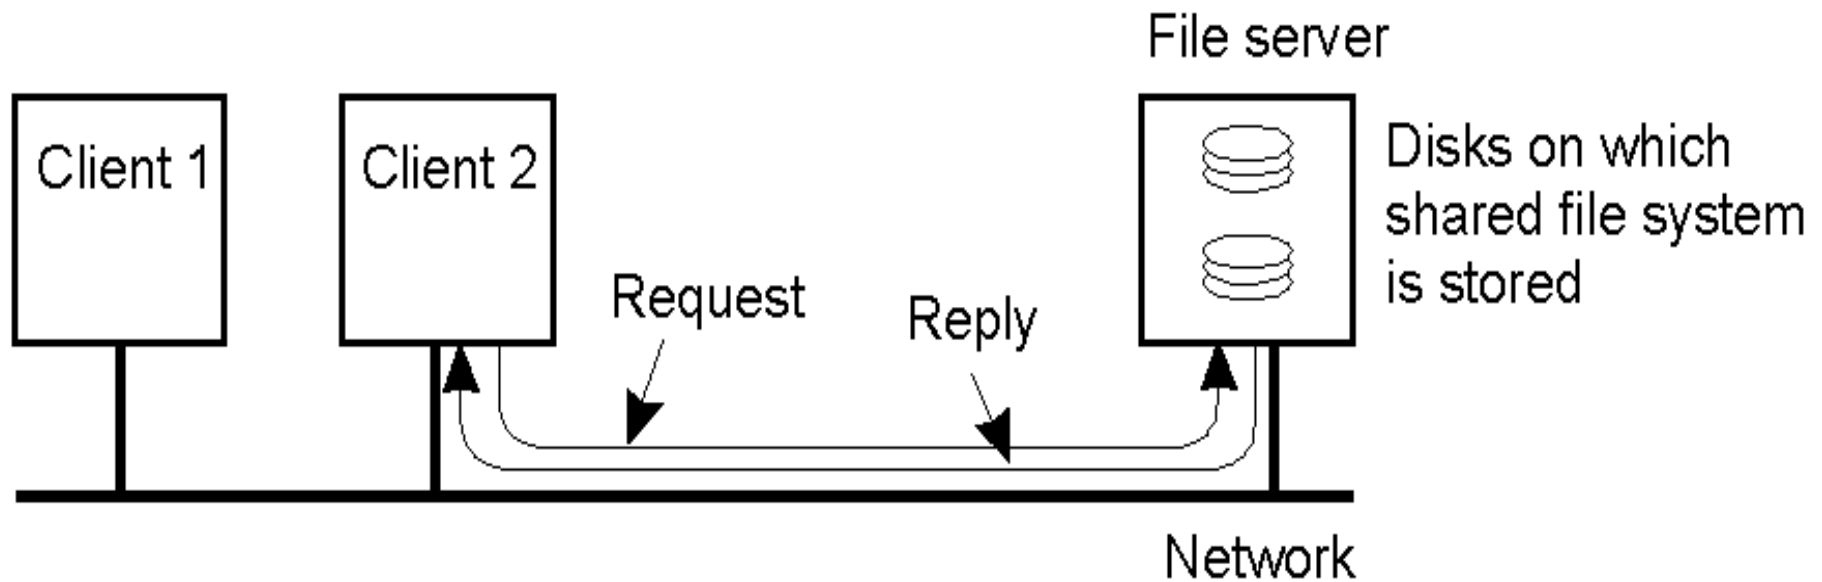 File server
Client 1
Client 2
Disks on which
shared file system
is stored
Request
Reply
Network